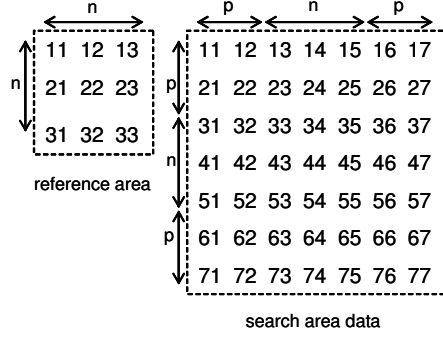 n
n
11 12 13
21 22 23
31 32 33
reference area
p n p
p
n
p
11 12 13 14 15 16 17
21 22 23 24 25 26 27
31 32 33 34 35 36 37
41 42 43 44 45 46 47
51 52 53 54 55 56 57
61 62 63 64 65 66 67
71 72 73 74 75 76 77
search area data